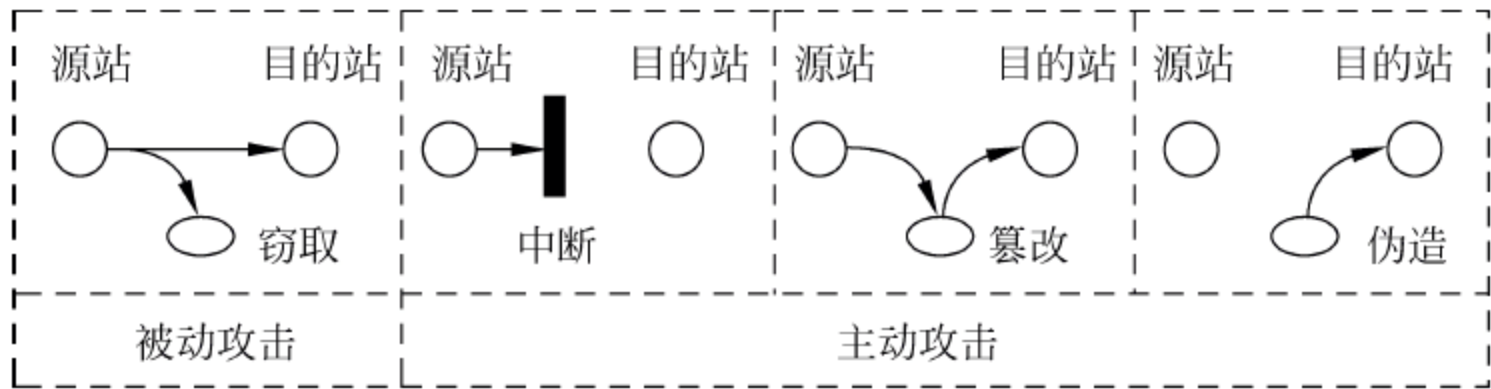 源站 目的站 源站 目的站 源站 目的站 源站 目的站
窃取 中断 篡改 伪造
被动攻击 主动攻击